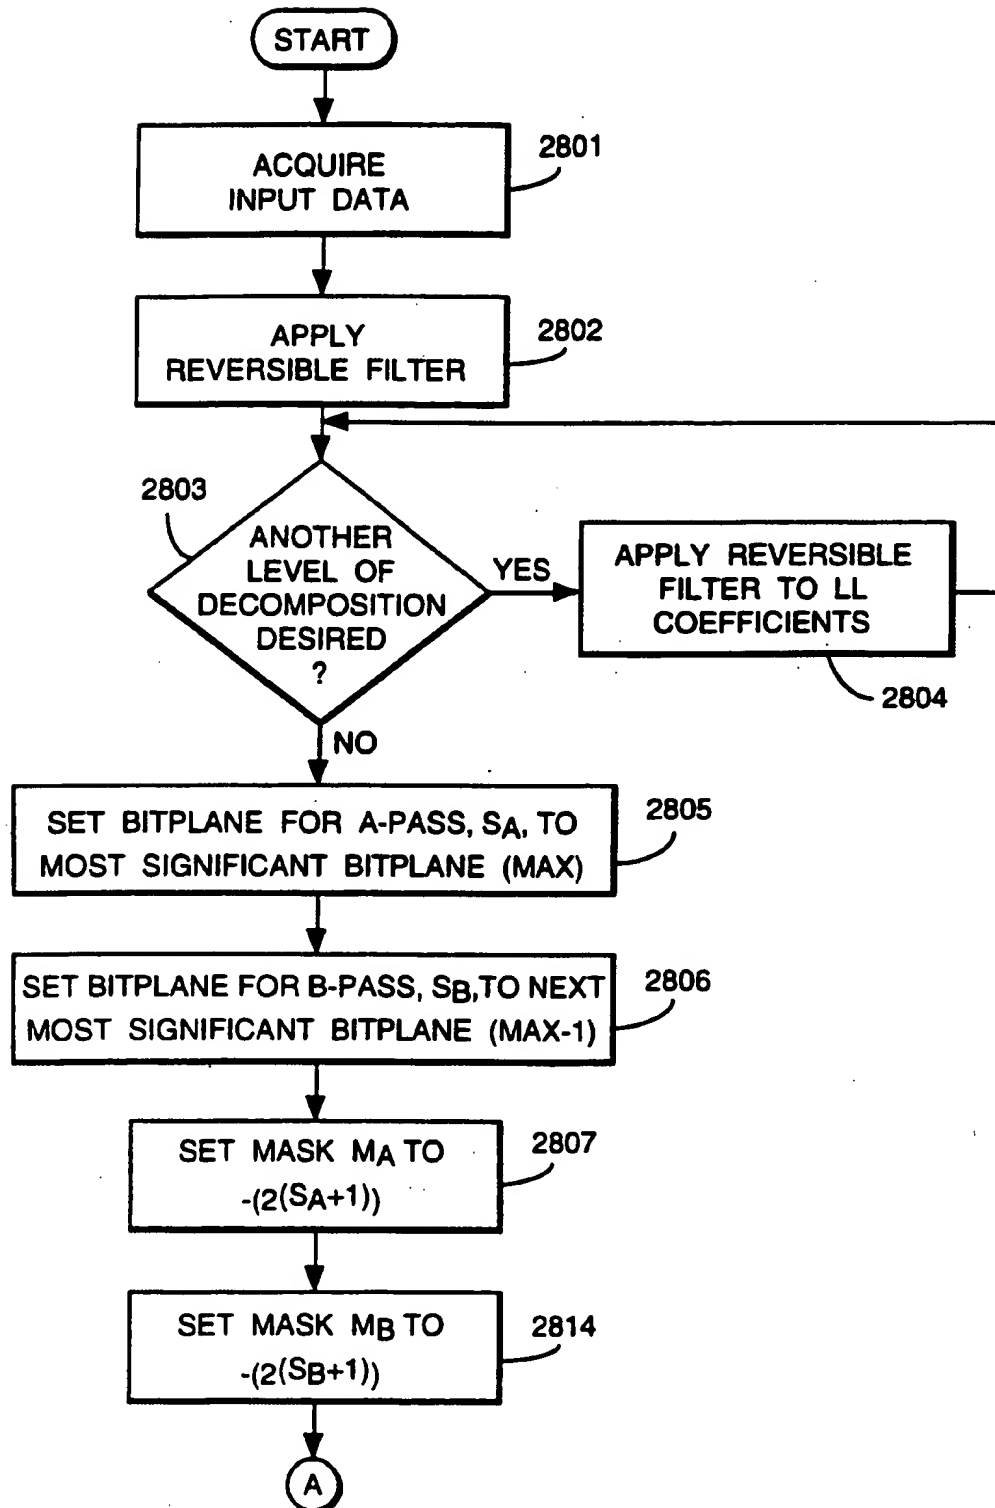 START
ACQUIRE
INPUT DATA
2801
APPLY
REVERSIBLE FILTER
2802
2803
ANOTHER
LEVEL OF
DECOMPOSITION
DESIRED
?
YES
APPLY REVERSIBLE
FILTER TO LL
COEFFICIENTS
2804
NO
SET BITPLANE FOR A-PASS, SA, TO
MOST SIGNIFICANT BITPLANE (MAX)
2805
SET BITPLANE FOR B-PASS, SB, TO NEXT
MOST SIGNIFICANT BITPLANE (MAX-1)
2806
SET MASK MA TO
-(2(SA+1))
2807
SET MASK MB TO
-(2(SB+1))
2814
A